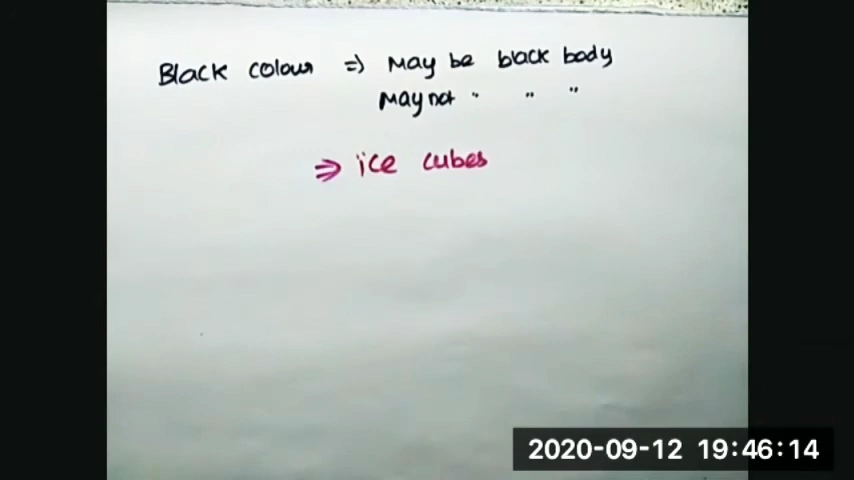 Black colour => May be black body
May not " " "
=> ice cubes
2020-09-12 19:46:14